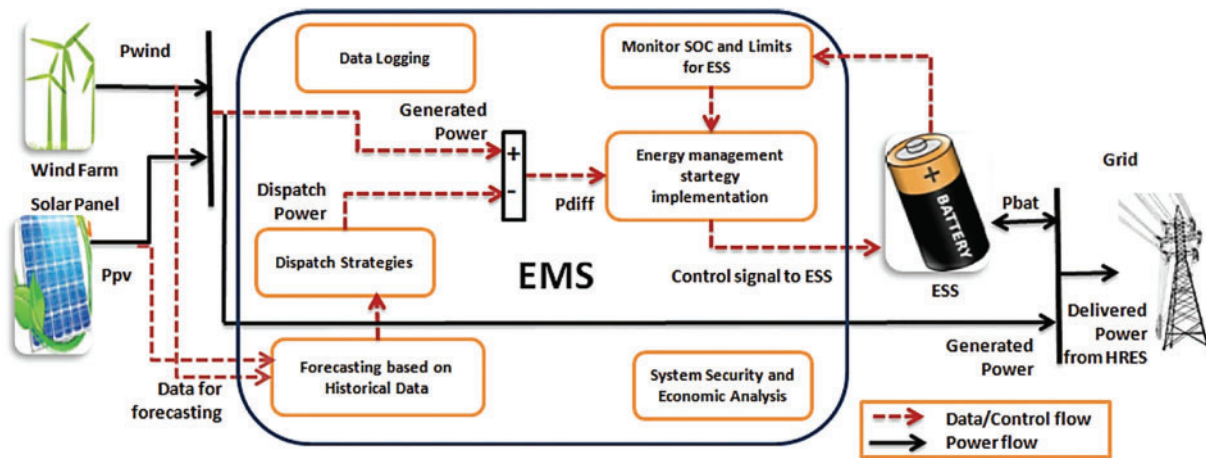 Pwind
Wind Farm
Solar Panel
Ppv
Data for
forecasting
Data Logging
Generated
Power
+
-
Dispatch
Power
Dispatch Strategies
Forecasting based on
Historical Data
Pdiff
EMS
Monitor SOC and Limits
for ESS
Energy management
startegy
implementation
Control signal to ESS
System Security and
Economic Analysis
+
BATTERY
ESS
Pbat
Grid
Delivered
Power
from HRES
Generated
Power
Data/Control flow
Power flow